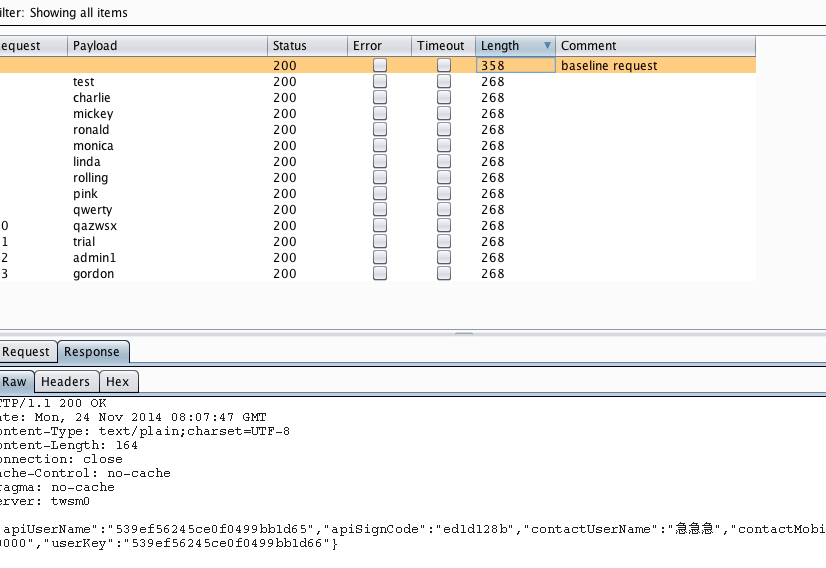 ilter: Showing all items
equest Payload Status Error Timeout Length Comment
200 358 baseline request
test 200 268
charlie 200 268
mickey 200 268
ronald 200 268
monica 200 268
linda 200 268
rolling 200 268
pink 200 268
qwerty 200 268
0 qazwsx 200 268
1 trial 200 268
2 admin1 200 268
3 gordon 200 268
Request Response
Raw Headers Hex
TTP/1.1 200 OK
ate: Mon, 24 Nov 2014 08:07:47 GMT
ontent-Type: text/plain;charset=UTF-8
ontent-Length: 164
onnection: close
ache-Control: no-cache
ragma: no-cache
erver: twsm0
apiUserName":"539ef56245ce0f0499bb1d65","apiSignCode":"ed1d128b","contactUserName":"急急急","contactMobi
0000","userKey":"539ef56245ce0f0499bb1d66"}